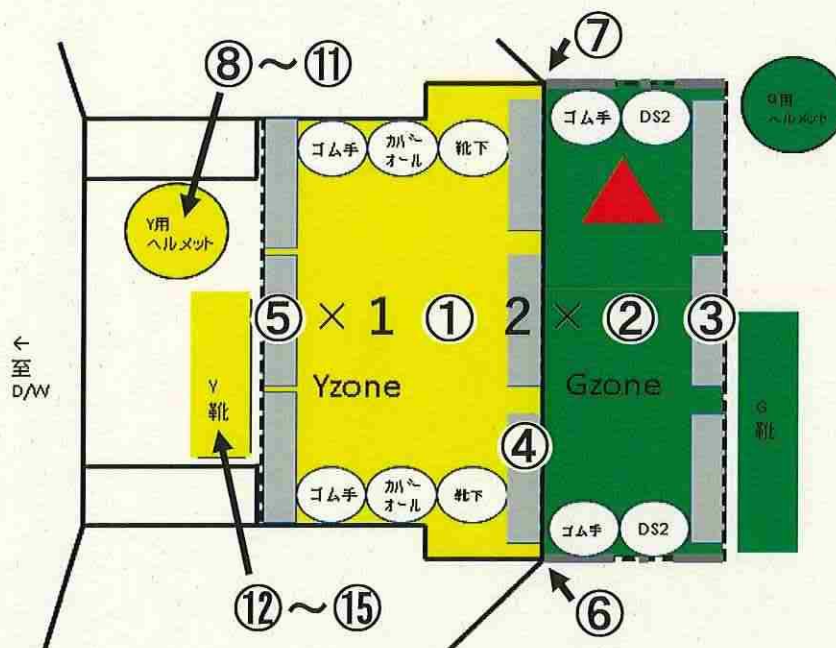 ⑦
⑧～⑪
ゴム手
カバーオール
靴下
ゴム手
DS2
G用
ヘルメット
Y用
ヘルメット
⑤ × 1 ① 2 × ② ③
←至 D/W
Y靴
Yzone
Gzone
G靴
④
ゴム手
カバーオール
靴下
ゴム手
DS2
⑫～⑮
⑥